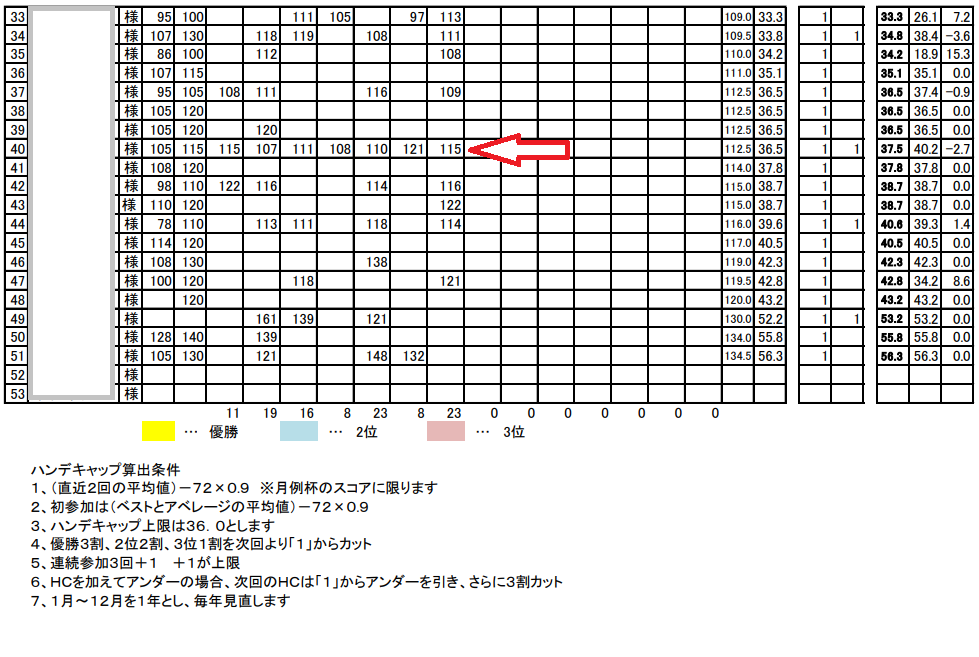 33 様 95 100 111 105 97 113 109.0 33.3 1 33.3 26.1 7.2
34 様 107 130 118 119 108 111 109.5 33.8 1 1 34.8 38.4 −3.6
35 様 86 100 112 108 110.0 34.2 1 34.2 18.9 15.3
36 様 107 115 111.0 35.1 1 35.1 35.1 0.0
37 様 95 105 108 111 116 109 112.5 36.5 1 36.5 37.4 −0.9
38 様 105 120 112.5 36.5 1 36.5 36.5 0.0
39 様 105 120 120 112.5 36.5 1 36.5 36.5 0.0
40 様 105 115 115 107 111 108 110 121 115 112.5 36.5 1 1 37.5 40.2 −2.7
41 様 108 120 114.0 37.8 1 37.8 37.8 0.0
42 様 98 110 122 116 114 116 115.0 38.7 1 38.7 38.7 0.0
43 様 110 120 122 115.0 38.7 1 38.7 38.7 0.0
44 様 78 110 113 111 118 114 116.0 39.6 1 1 40.6 39.3 1.4
45 様 114 120 117.0 40.5 1 40.5 40.5 0.0
46 様 108 130 138 119.0 42.3 1 42.3 42.3 0.0
47 様 100 120 118 121 119.5 42.8 1 42.8 34.2 8.6
48 様 120 120.0 43.2 1 43.2 43.2 0.0
49 様 161 139 121 130.0 52.2 1 1 53.2 53.2 0.0
50 様 128 140 139 134.0 55.8 1 55.8 55.8 0.0
51 様 105 130 121 148 132 134.5 56.3 1 56.3 56.3 0.0
52 様
53 様
11 19 16 8 23 8 23 0 0 0 0 0 0 0
… 優勝 … 2位 … 3位
ハンデキャップ算出条件
１、（直近２回の平均値）－７２×０.９ ※月例杯のスコアに限ります
２、初参加は（ベストとアベレージの平均値）－７２×０.９
３、ハンデキャップ上限は３６．０とします
４、優勝３割、２位２割、３位１割を次回より「１」からカット
５、連続参加３回＋１ ＋１が上限
６、ＨＣを加えてアンダーの場合、次回のＨＣは「１」からアンダーを引き、さらに３割カット
７、１月～１２月を１年とし、毎年見直します